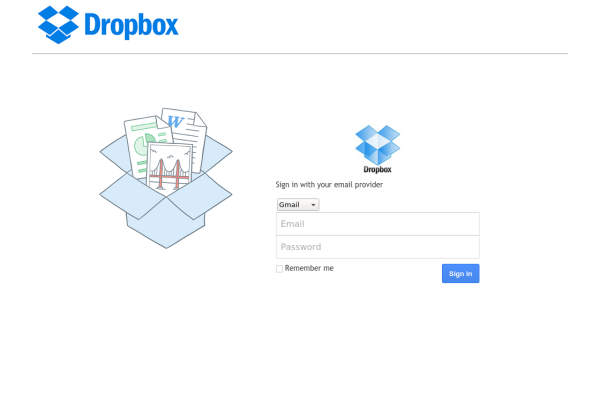 Dropbox
W
Dropbox
Sign in with your email provider
Gmail
Email
Password
Remember me
Sign in